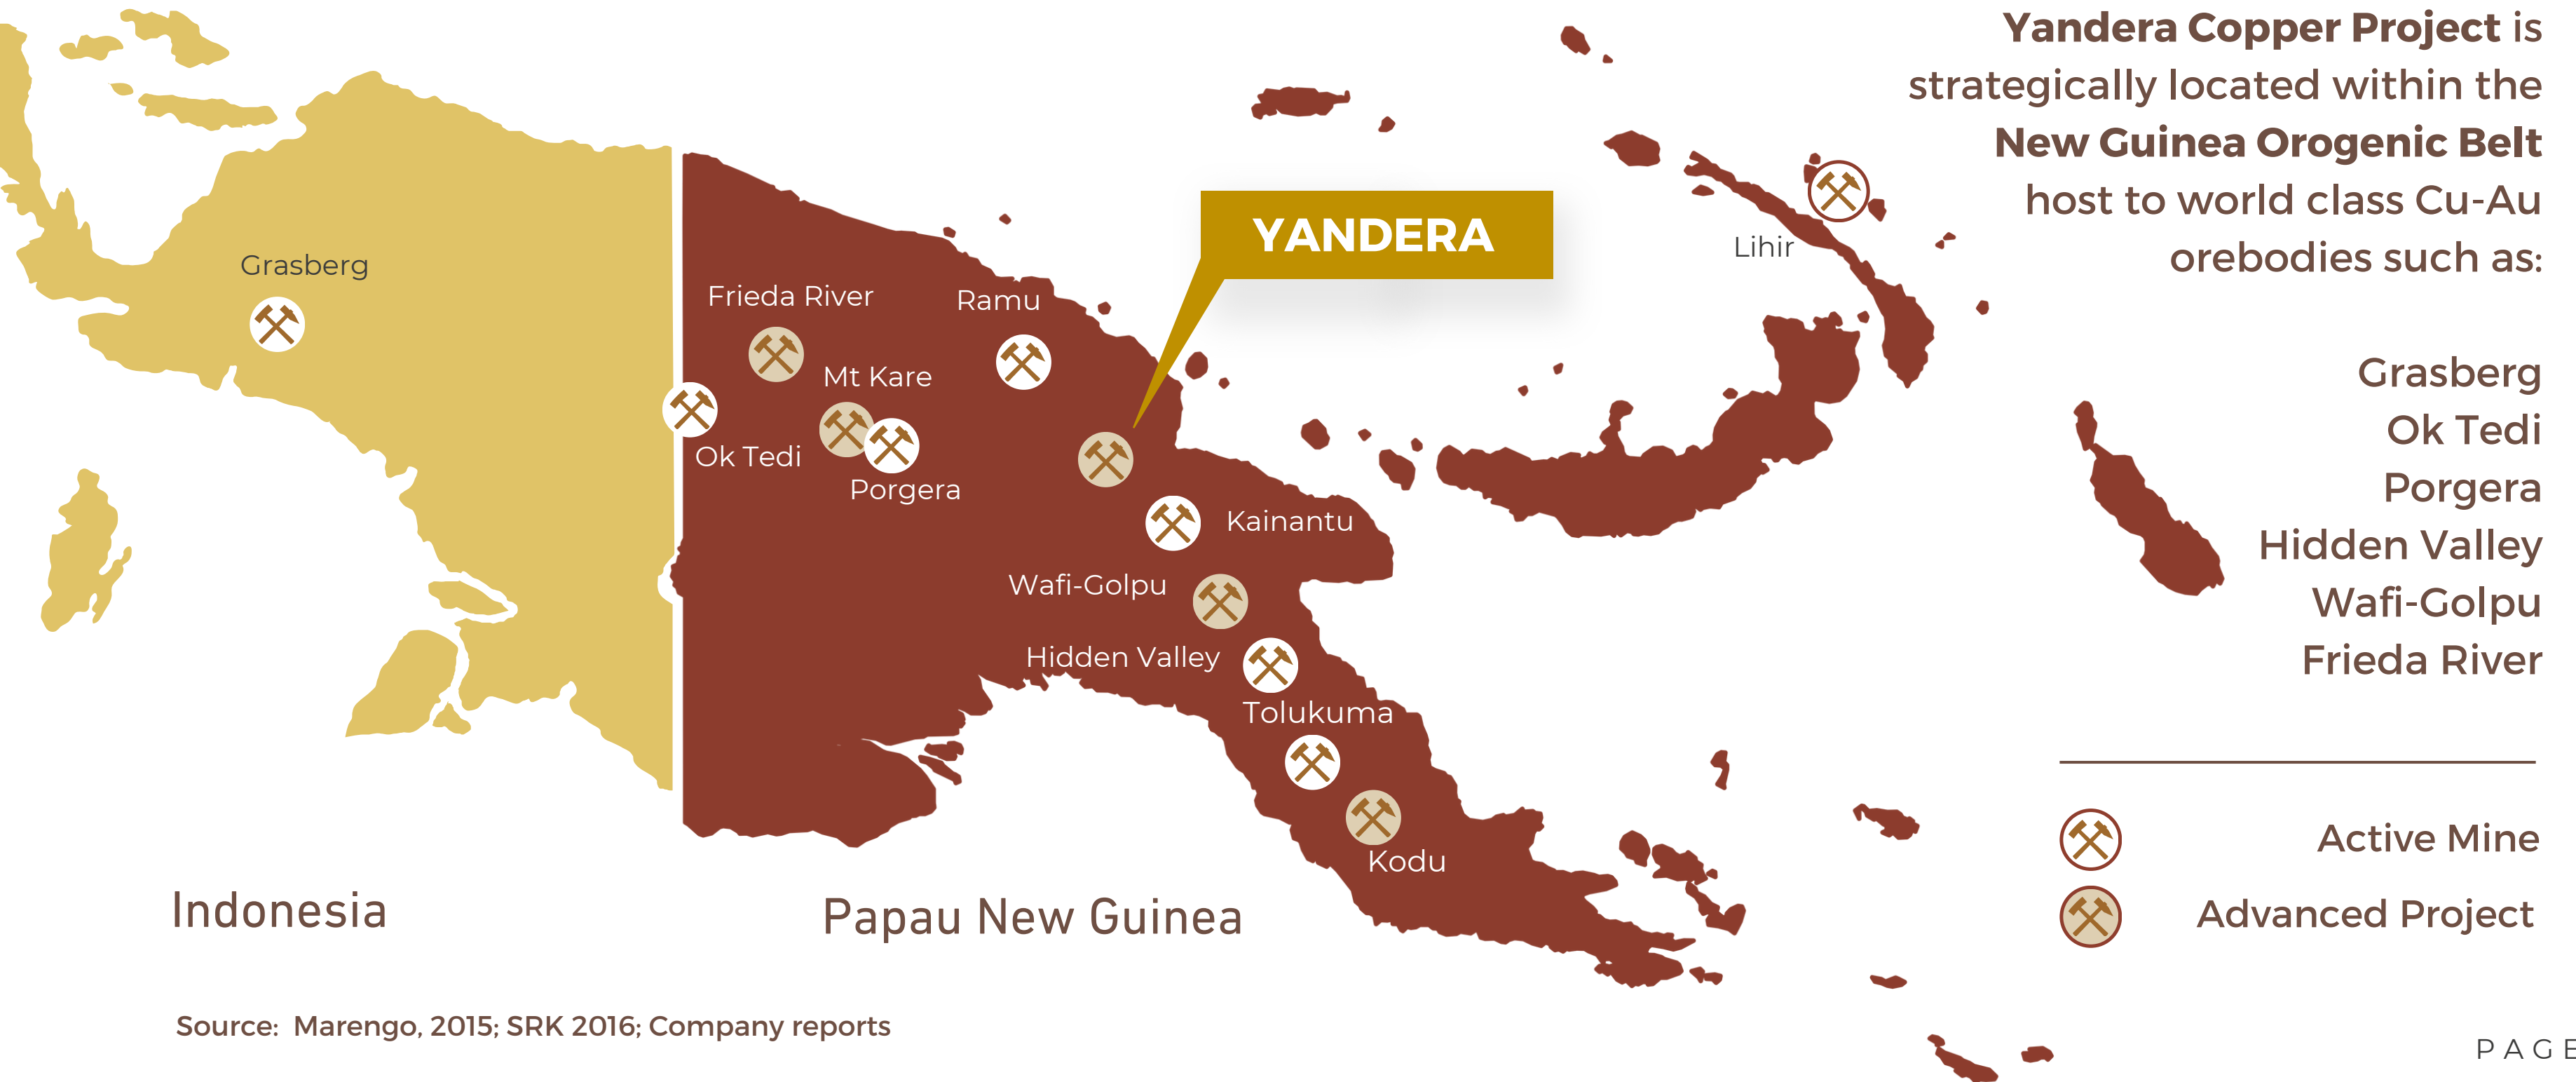 Yandera Copper Project is
strategically located within the
New Guinea Orogenic Belt
host to world class Cu-Au
orebodies such as:
Grasberg
Ok Tedi
Porgera
Hidden Valley
Wafi-Golpu
Frieda River
Active Mine
Advanced Project
YANDERA
Lihir
Grasberg
Frieda River
Ramu
Mt Kare
Ok Tedi
Porgera
Kainantu
Wafi-Golpu
Hidden Valley
Tolukuma
Kodu
Indonesia
Papau New Guinea
Source: Marengo, 2015; SRK 2016; Company reports
PAGE